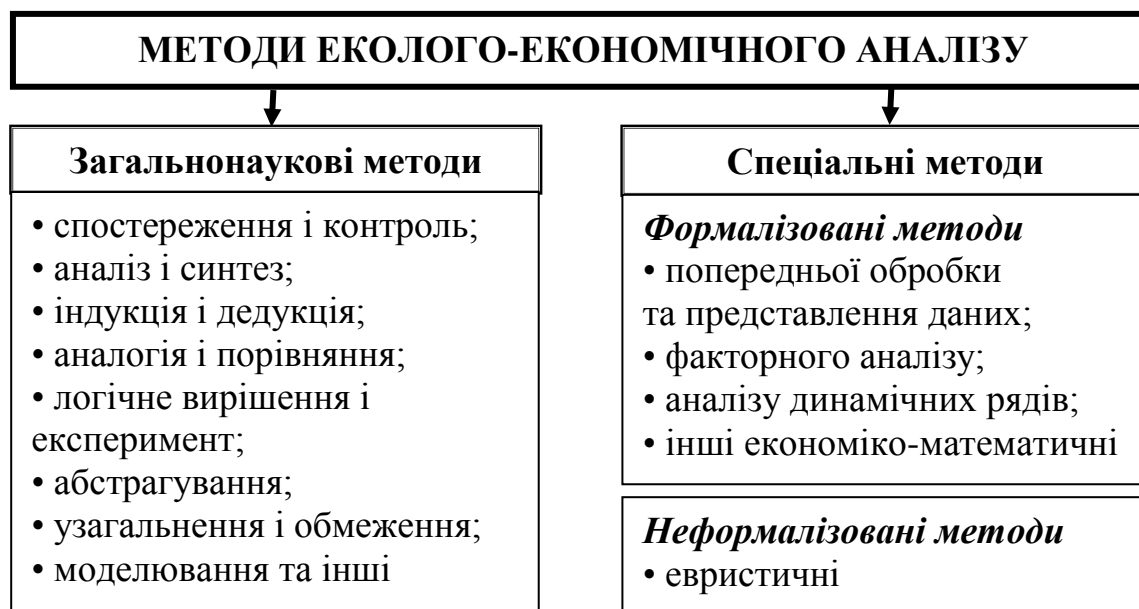 МЕТОДИ ЕКОЛОГО-ЕКОНОМІЧНОГО АНАЛІЗУ
Загальнонаукові методи
• спостереження і контроль;
• аналіз і синтез;
• індукція і дедукція;
• аналогія і порівняння;
• логічне вирішення і
експеримент;
• абстрагування;
• узагальнення і обмеження;
• моделювання та інші
Спеціальні методи
Формалізовані методи
• попередньої обробки
та представлення даних;
• факторного аналізу;
• аналізу динамічних рядів;
• інші економіко-математичні
Неформалізовані методи
• евристичні